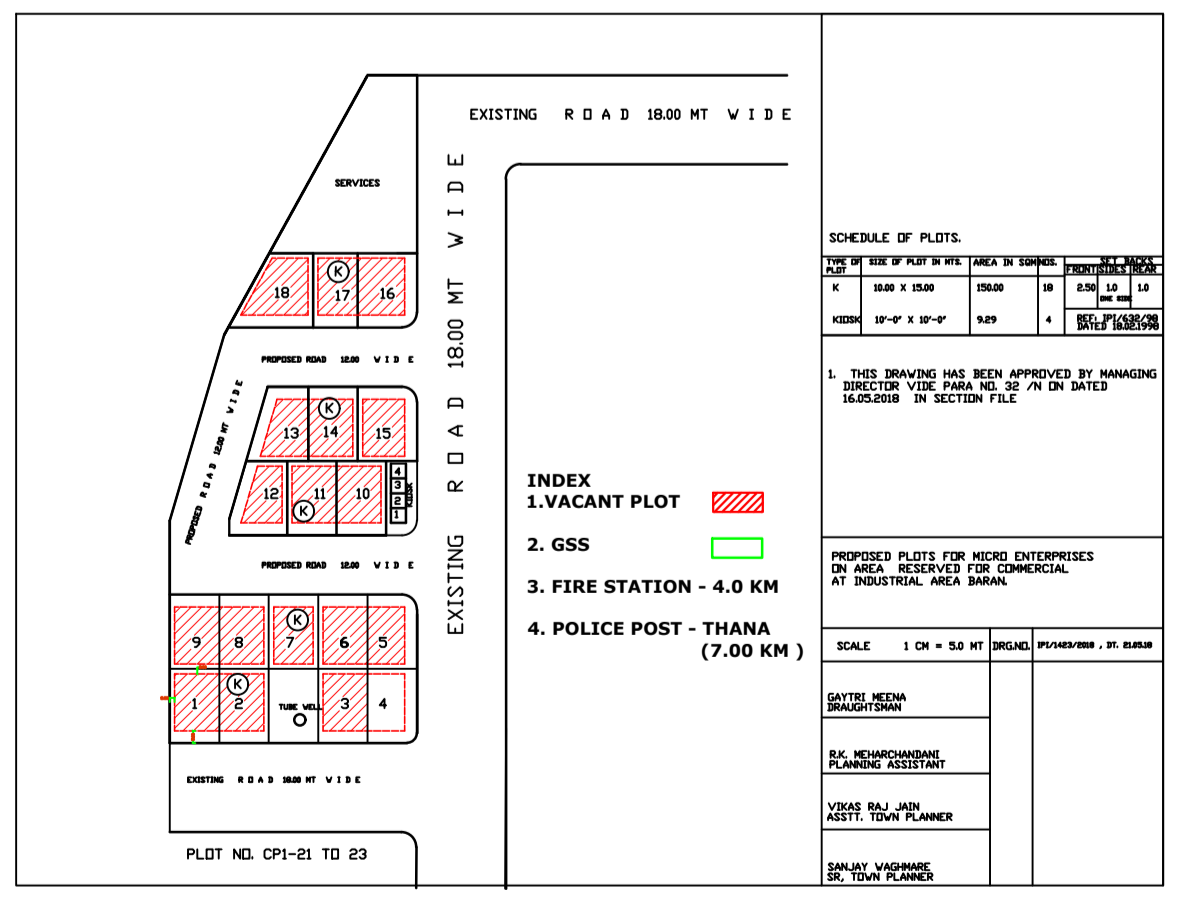 EXISTING ROAD 18.00 MT WIDE
EXISTING ROAD 18.00 MT WIDE
SERVICES
18
K
17
16
PROPOSED ROAD 12.00 WIDE
PROPOSED ROAD 12.00 MT WIDE
13
K
14
15
12
11
K
10
4
3
2
1
KIOSK
PROPOSED ROAD 12.00 WIDE
9
8
K
7
6
5
1
K
2
TUBE WELL
3
4
EXISTING ROAD 18.00 MT WIDE
PLOT NO. CP1-21 TO 23
INDEX
1.VACANT PLOT
2. GSS
3. FIRE STATION - 4.0 KM
4. POLICE POST - THANA
(7.00 KM )
SCHEDULE OF PLOTS.
TYPE OF PLOT SIZE OF PLOT IN MTS. AREA IN SQM NOS. SET BACKS
FRONT SIDES REAR
K 10.00 X 15.00 150.00 18 2.50 1.0 1.0
ONE SIDE
KIOSK 10'-0" X 10'-0" 9.29 4 REF: IPI/632/98
DATED 18.02.1998
1. THIS DRAWING HAS BEEN APPROVED BY MANAGING
DIRECTOR VIDE PARA NO. 32 /N ON DATED
16.05.2018 IN SECTION FILE
PROPOSED PLOTS FOR MICRO ENTERPRISES
ON AREA RESERVED FOR COMMERCIAL
AT INDUSTRIAL AREA BARAN.
SCALE 1 CM = 5.0 MT DRG.NO. IPI/1423/2018 , DT. 21.05.18
GAYTRI MEENA
DRAUGHTSMAN
R.K. MEHARCHANDANI
PLANNING ASSISTANT
VIKAS RAJ JAIN
ASSTT. TOWN PLANNER
SANJAY WAGHMARE
SR, TOWN PLANNER